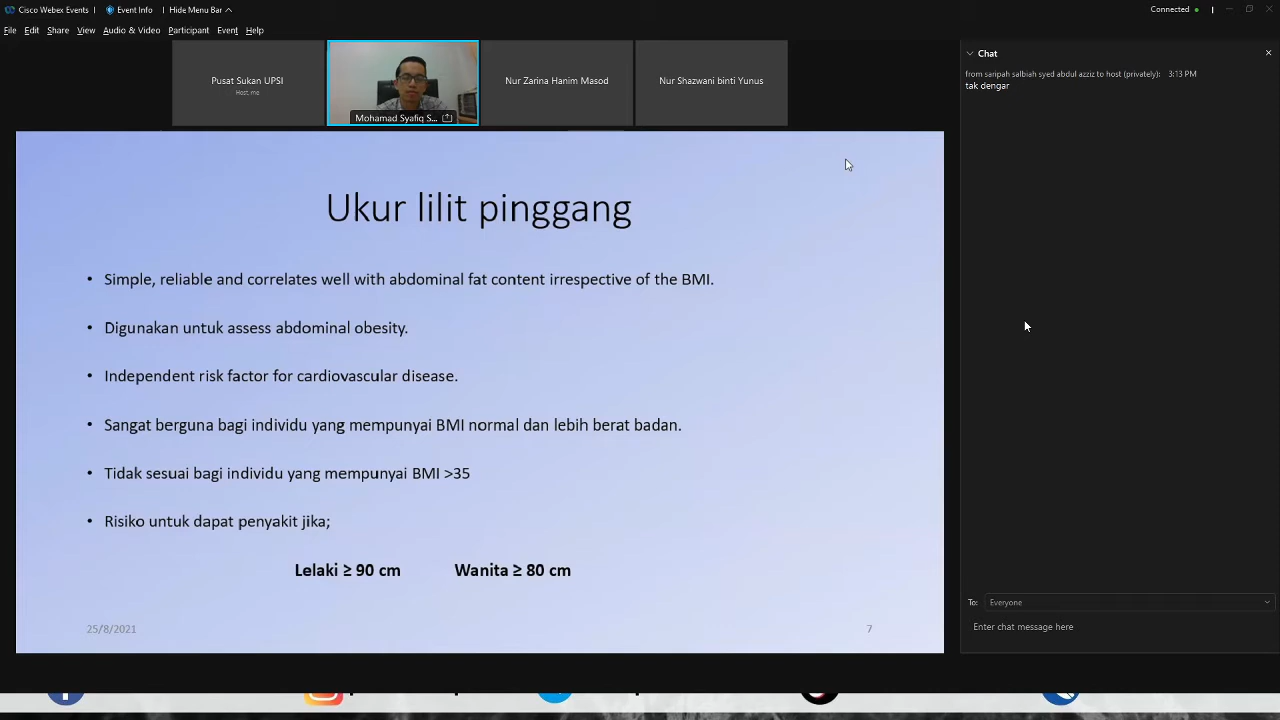 Cisco Webex Events
Event Info
Hide Menu Bar
Connected
File Edit Share View Audio & Video Participant Event Help
Pusat Sukan UPSI
Host, me
Mohamad Syafiq S...
Nur Zarina Hanim Masod
Nur Shazwani binti Yunus
Ukur lilit pinggang
• Simple, reliable and correlates well with abdominal fat content irrespective of the BMI.
• Digunakan untuk assess abdominal obesity.
• Independent risk factor for cardiovascular disease.
• Sangat berguna bagi individu yang mempunyai BMI normal dan lebih berat badan.
• Tidak sesuai bagi individu yang mempunyai BMI >35
• Risiko untuk dapat penyakit jika;
Lelaki ≥ 90 cm Wanita ≥ 80 cm
25/8/2021 7
Chat
from saripah salbiah syed abdul azziz to host (privately): 3:13 PM
tak dengar
To: Everyone
Enter chat message here